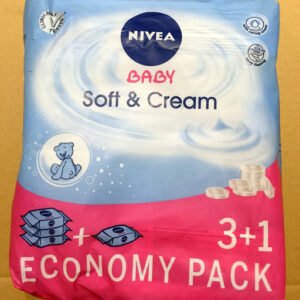 NIVEA
BABY
Soft & Cream
3+1
ECONOMY PACK